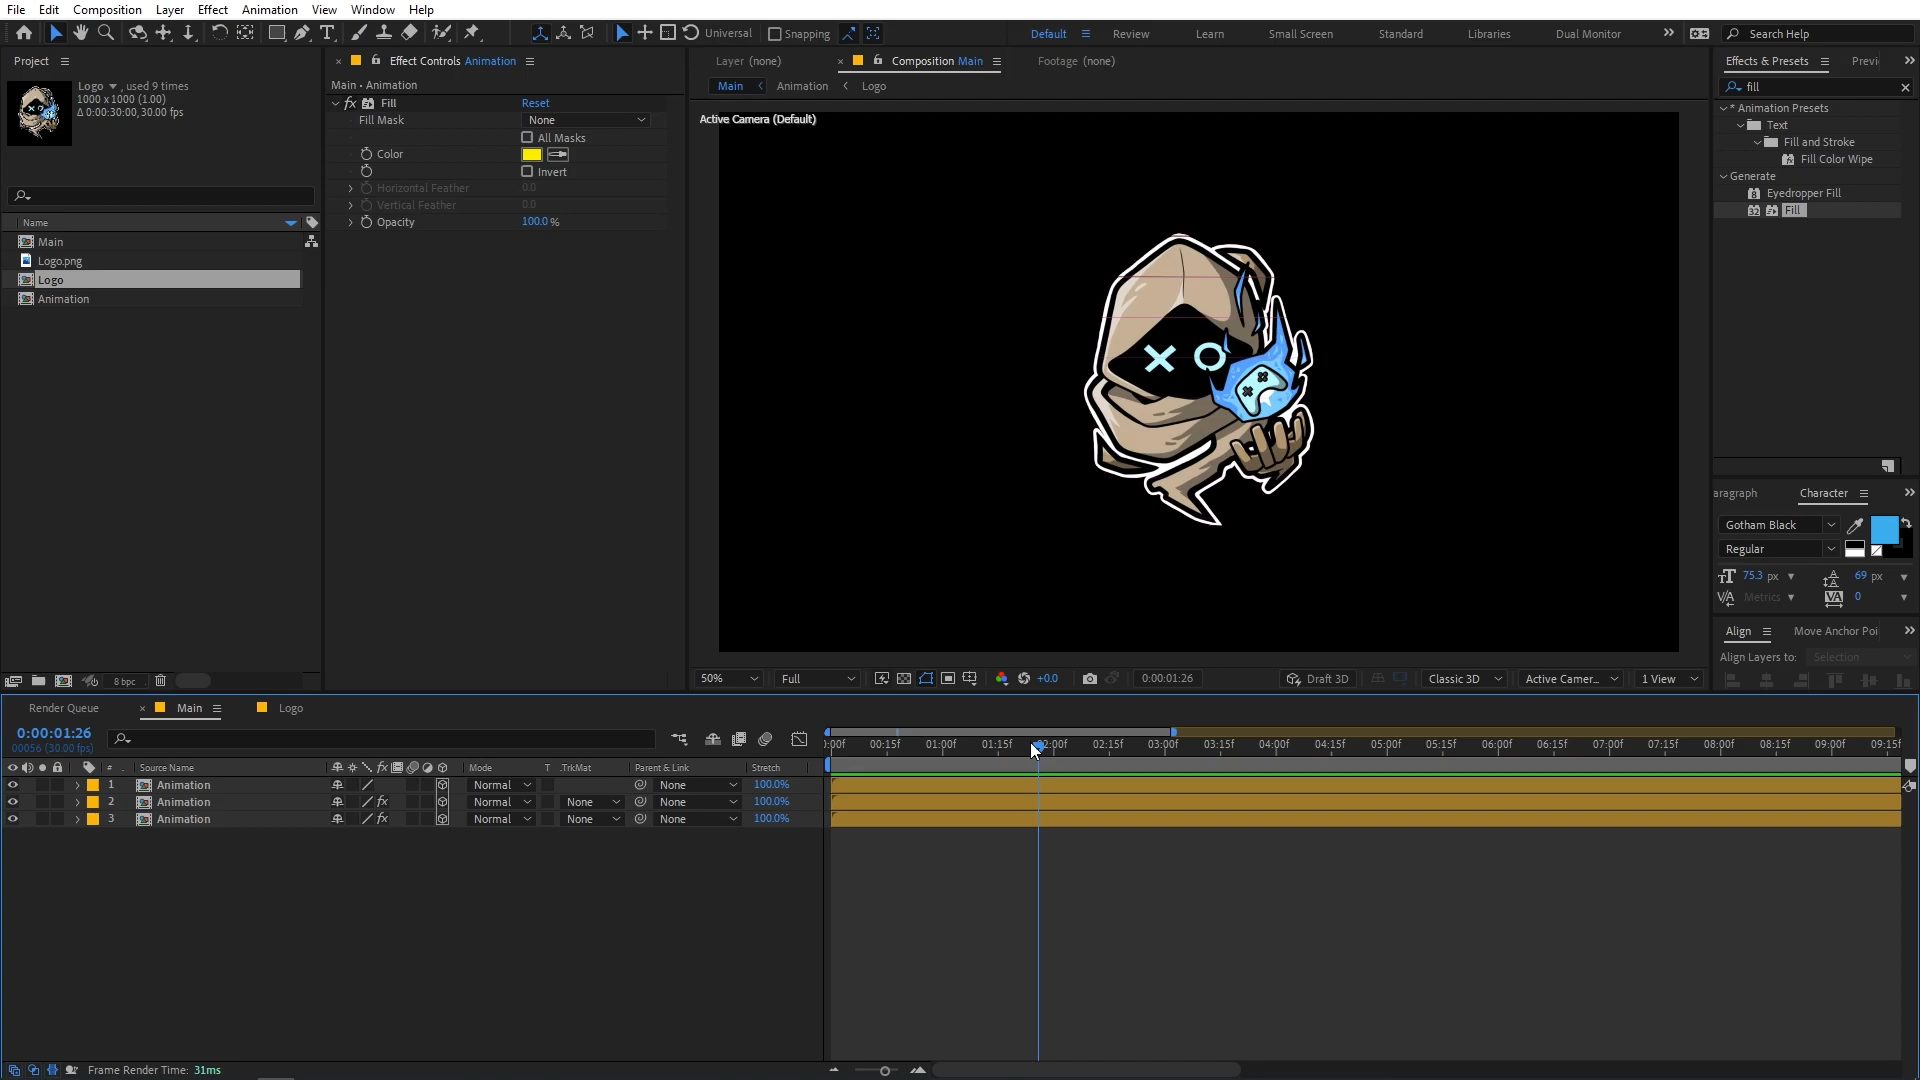 File Edit Composition Layer Effect Animation View Window Help
Universal Snapping Default Review Learn Small Screen Standard Libraries Dual Monitor Search Help
Project
Logo , used 9 times
1000 x 1000 (1.00)
Δ 0:00:30:00, 30.00 fps
Name
Main
Logo.png
Logo
Animation
8 bpc
Effect Controls Animation
Main • Animation
fx Fill Reset
Fill Mask None
All Masks
Color
Invert
Horizontal Feather 0.0
Vertical Feather 0.0
Opacity 100.0 %
Layer (none) Composition Main Footage (none)
Main Animation Logo
Active Camera (Default)
50% Full +0.0 0:00:01:26 Draft 3D Classic 3D Active Camer... 1 View
Effects & Presets Previ
fill
* Animation Presets
Text
Fill and Stroke
Fill Color Wipe
Generate
Eyedropper Fill
Fill
aragraph Character
Gotham Black
Regular
75.3 px 69 px
Metrics 0
Align Move Anchor Poi
Align Layers to: Selection
Render Queue Main Logo
0:00:01:26
00056 (30.00 fps)
# Source Name fx Mode T .TrkMat Parent & Link Stretch
1 Animation Normal None 100.0%
2 Animation fx Normal None None 100.0%
3 Animation fx Normal None None 100.0%
):00f 00:15f 01:00f 01:15f 02:00f 02:15f 03:00f 03:15f 04:00f 04:15f 05:00f 05:15f 06:00f 06:15f 07:00f 07:15f 08:00f 08:15f 09:00f 09:15f
Frame Render Time: 31ms